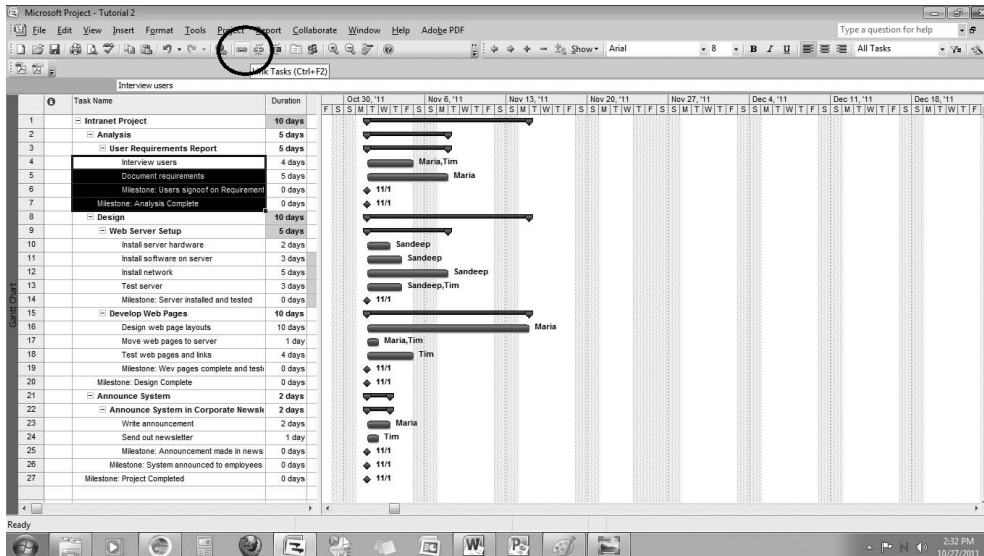 Microsoft Project - Tutorial 2
File Edit View Insert Format Tools Project Report Collaborate Window Help Adobe PDF
Type a question for help
Show Arial 8 B I U All Tasks
Link Tasks (Ctrl+F2)
Interview users
Task Name Duration Oct 30, '11 Nov 6, '11 Nov 13, '11 Nov 20, '11 Nov 27, '11 Dec 4, '11 Dec 11, '11 Dec 18, '11
F S S M T W T F S S M T W T F S S M T W T F S S M T W T F S S M T W T F S S M T W T F S S M T W T F S S M T W T F
1 Intranet Project 10 days
2 Analysis 5 days
3 User Requirements Report 5 days
4 Interview users 4 days Maria,Tim
5 Document requirements 5 days Maria
6 Milestone: Users signoof on Requirement 0 days 11/1
7 Milestone: Analysis Complete 0 days 11/1
8 Design 10 days
9 Web Server Setup 5 days
10 Install server hardware 2 days Sandeep
11 Install software on server 3 days Sandeep
12 Install network 5 days Sandeep
13 Test server 3 days Sandeep,Tim
14 Milestone: Server installed and tested 0 days 11/1
15 Develop Web Pages 10 days
16 Design web page layouts 10 days Maria
17 Move web pages to server 1 day Maria,Tim
18 Test web pages and links 4 days Tim
19 Milestone: Wev pages complete and test 0 days 11/1
20 Milestone: Design Complete 0 days 11/1
21 Announce System 2 days
22 Announce System in Corporate Newsle 2 days
23 Write announcement 2 days Maria
24 Send out newsletter 1 day Tim
25 Milestone: Announcement made in news 0 days 11/1
26 Milestone: System announced to employees 0 days 11/1
27 Milestone: Project Completed 0 days 11/1
Gantt Chart
Ready
2:32 PM
10/27/2011